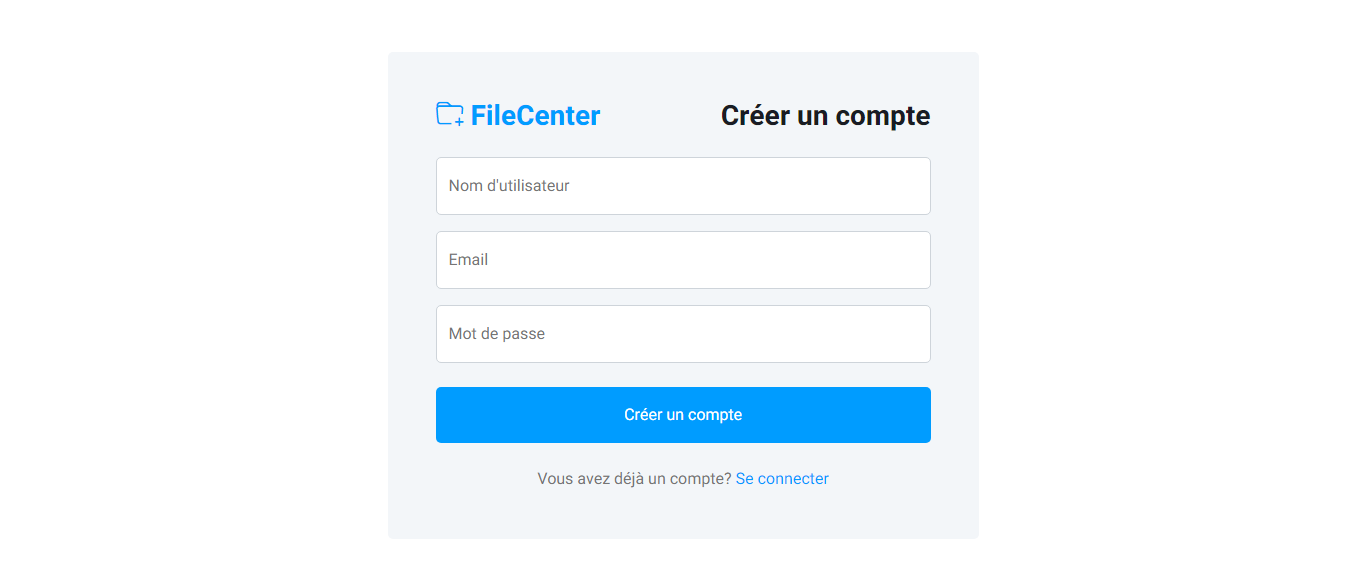 FileCenter
Créer un compte
Nom d'utilisateur
Email
Mot de passe
Créer un compte
Vous avez déjà un compte? Se connecter